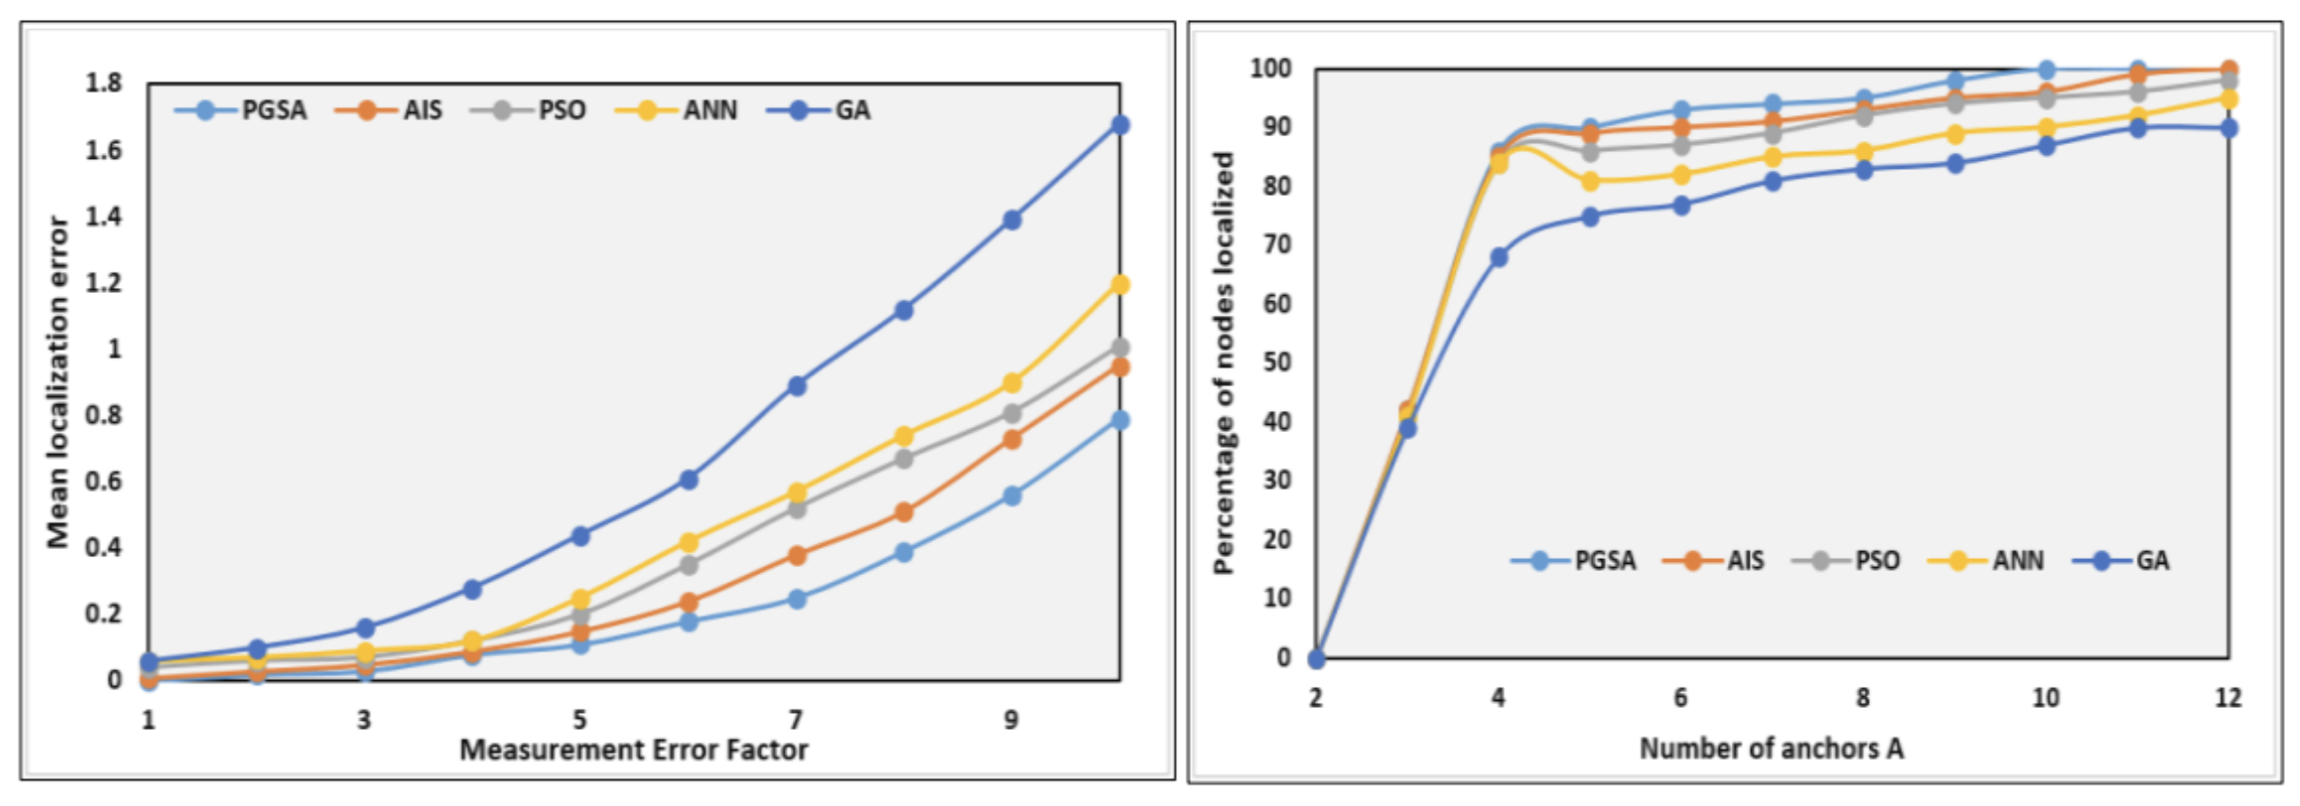 1.8
PGSA AIS PSO ANN GA
1.6
1.4
1.2
1
0.8
0.6
0.4
0.2
0
Mean localization error
1 3 5 7 9
Measurement Error Factor
100
90
80
70
60
50
40
30
20
10
0
Percentage of nodes localized
PGSA AIS PSO ANN GA
2 4 6 8 10 12
Number of anchors A